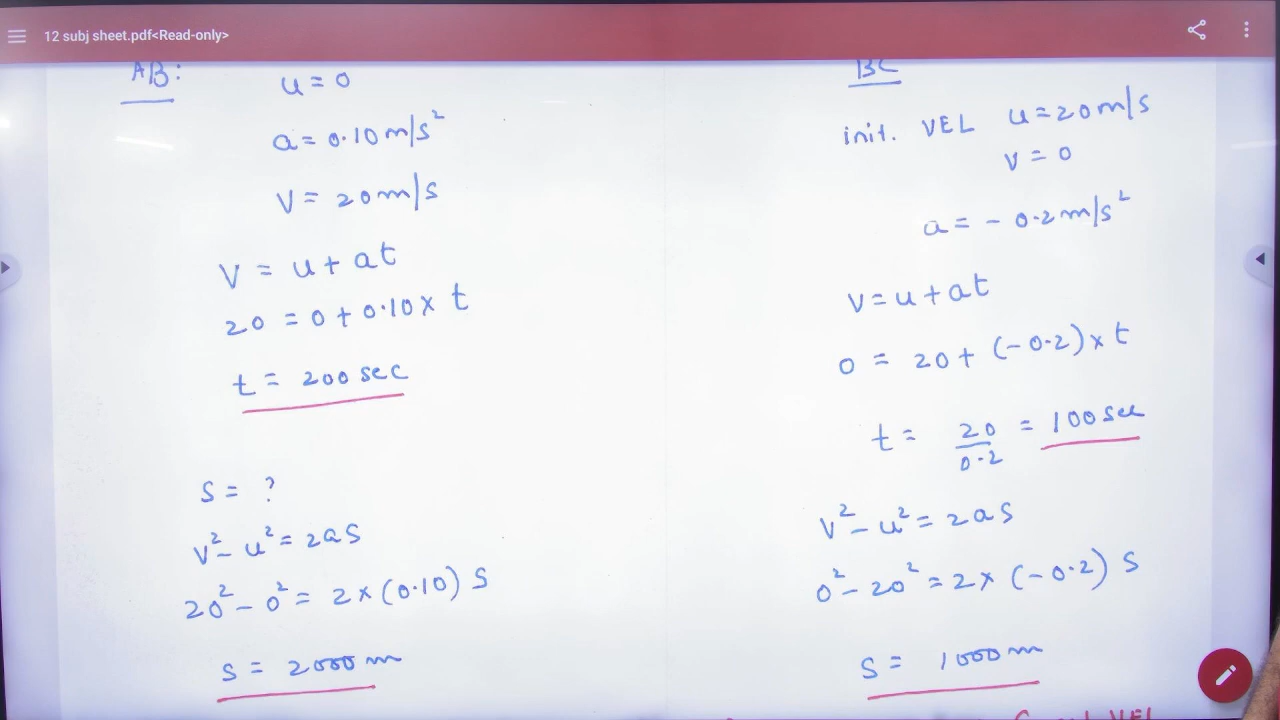 12 subj sheet.pdf<Read-only>
AB:
u = 0
a = 0.10 m/s²
V = 20 m/s
V = u + at
20 = 0 + 0.10 × t
t = 200 sec
S = ?
V² - u² = 2as
20² - 0² = 2 × (0.10) S
S = 2000 m
BC
init. VEL u = 20 m/s
V = 0
a = - 0.2 m/s²
V = u + at
0 = 20 + (-0.2) × t
t = 20/0.2 = 100 sec
V² - u² = 2as
0² - 20² = 2 × (-0.2) S
S = 1000 m
VEL